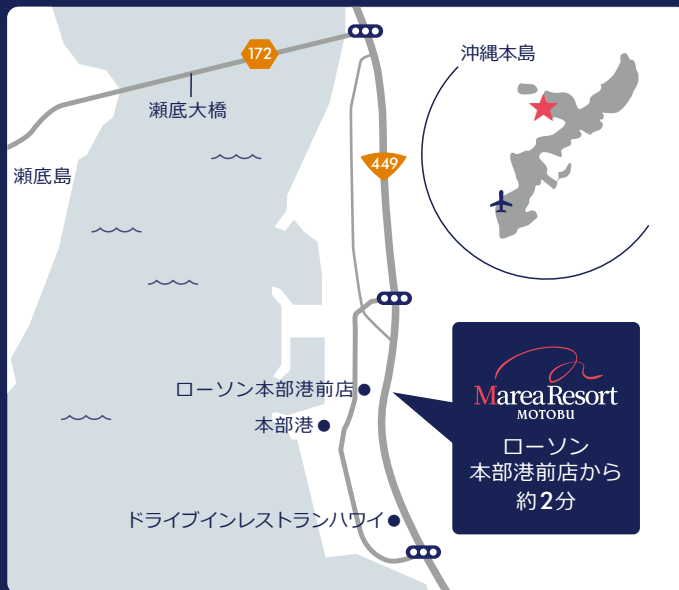 172
瀬底大橋
瀬底島
449
沖縄本島
ローソン本部港前店
本部港
ドライブインレストランハワイ
Marea Resort
MOTOBU
ローソン
本部港前店から
約2分